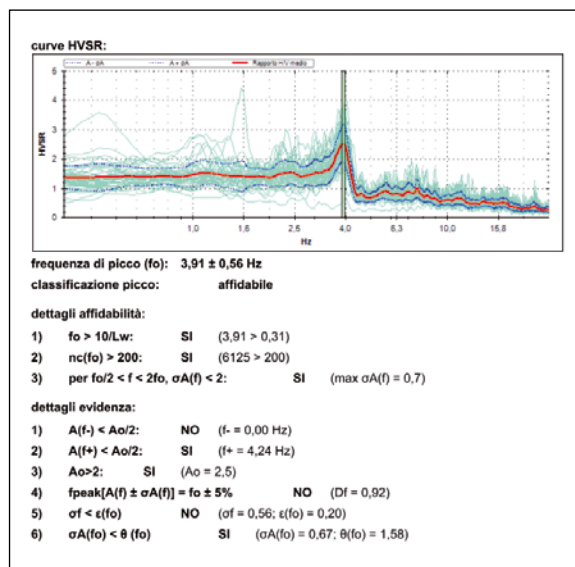 curve HVSR:
A - σA A + σA Rapporto H/V medio
HVSR
5
4
3
2
1
0
1,0 1,6 2,5 4,0 6,3 10,0 15,8
Hz
frequenza di picco (fo): 3,91 ± 0,56 Hz
classificazione picco: affidabile
dettagli affidabilità:
1) fo > 10/Lw: SI (3,91 > 0,31)
2) nc(fo) > 200: SI (6125 > 200)
3) per fo/2 < f < 2fo, σA(f) < 2: SI (max σA(f) = 0,7)
dettagli evidenza:
1) A(f-) < Ao/2: NO (f- = 0,00 Hz)
2) A(f+) < Ao/2: SI (f+ = 4,24 Hz)
3) Ao>2: SI (Ao = 2,5)
4) fpeak[A(f) ± σA(f)] = fo ± 5% NO (Df = 0,92)
5) σf < ε(fo) NO (σf = 0,56; ε(fo) = 0,20)
6) σA(fo) < θ (fo) SI (σA(fo) = 0,67; θ(fo) = 1,58)